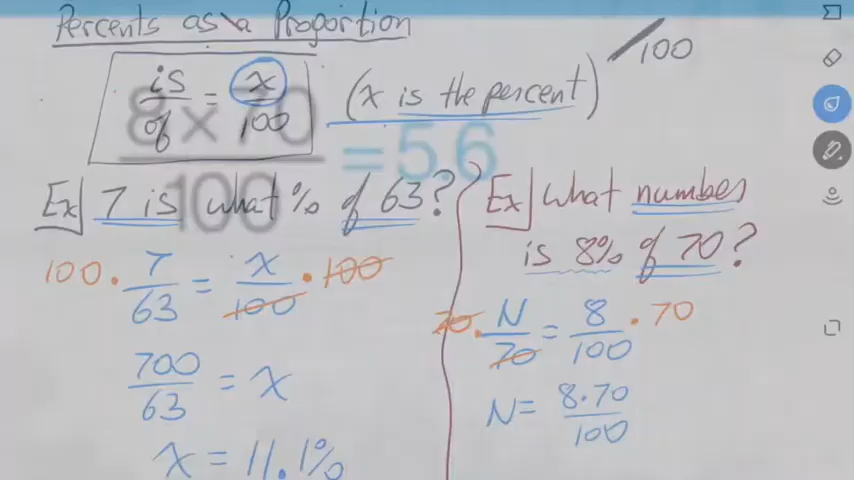 Percents as a Proportion
is/of = x/100 (x is the percent) /100
8×70/100 = 5.6
Ex] 7 is what % of 63?
100 · 7/63 = x/100 · 100
700/63 = x
x = 11.1%
Ex] What number
is 8% of 70?
70 · N/70 = 8/100 · 70
N = 8·70/100